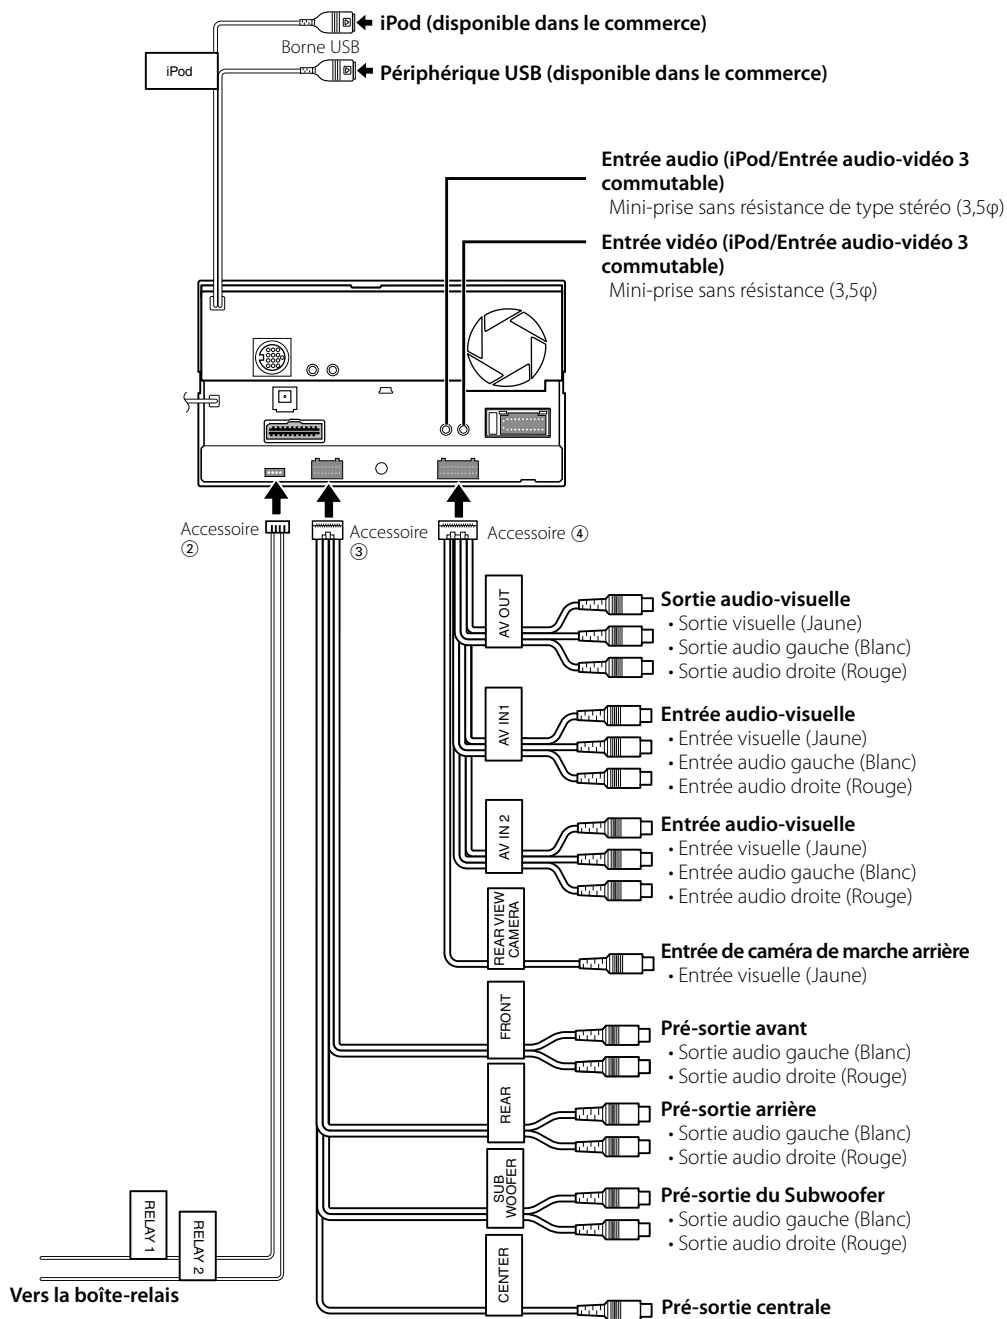 iPod (disponible dans le commerce)
Borne USB
iPod
Périphérique USB (disponible dans le commerce)
Entrée audio (iPod/Entrée audio-vidéo 3
commutable)
Mini-prise sans résistance de type stéréo (3,5φ)
Entrée vidéo (iPod/Entrée audio-vidéo 3
commutable)
Mini-prise sans résistance (3,5φ)
Accessoire
②
Accessoire
③
Accessoire ④
AV OUT
Sortie audio-visuelle
• Sortie visuelle (Jaune)
• Sortie audio gauche (Blanc)
• Sortie audio droite (Rouge)
AV IN1
Entrée audio-visuelle
• Entrée visuelle (Jaune)
• Entrée audio gauche (Blanc)
• Entrée audio droite (Rouge)
AV IN 2
Entrée audio-visuelle
• Entrée visuelle (Jaune)
• Entrée audio gauche (Blanc)
• Entrée audio droite (Rouge)
REAR VIEW
CAMERA
Entrée de caméra de marche arrière
• Entrée visuelle (Jaune)
FRONT
Pré-sortie avant
• Sortie audio gauche (Blanc)
• Sortie audio droite (Rouge)
REAR
Pré-sortie arrière
• Sortie audio gauche (Blanc)
• Sortie audio droite (Rouge)
SUB
WOOFER
Pré-sortie du Subwoofer
• Sortie audio gauche (Blanc)
• Sortie audio droite (Rouge)
RELAY 1
RELAY 2
Vers la boîte-relais
CENTER
Pré-sortie centrale